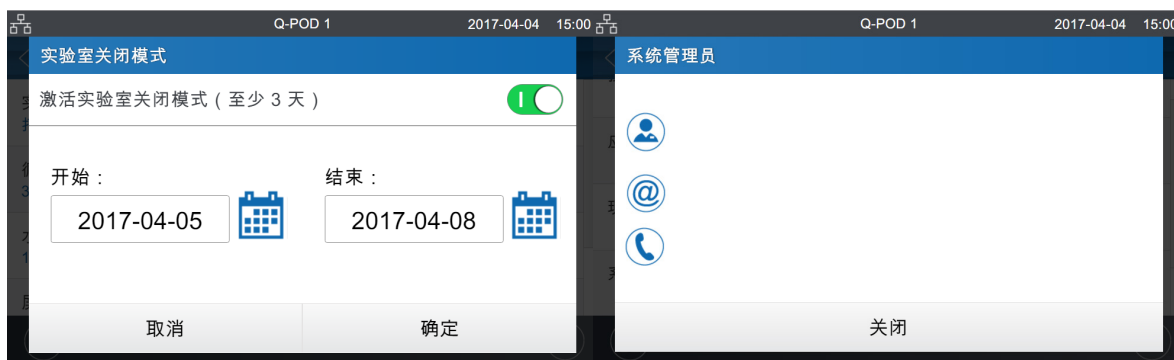 Q-POD 1 2017-04-04 15:00
实验室关闭模式
激活实验室关闭模式（至少 3 天）
开始：
结束：
2017-04-05
2017-04-08
取消
确定
Q-POD 1 2017-04-04 15:00
系统管理员
关闭